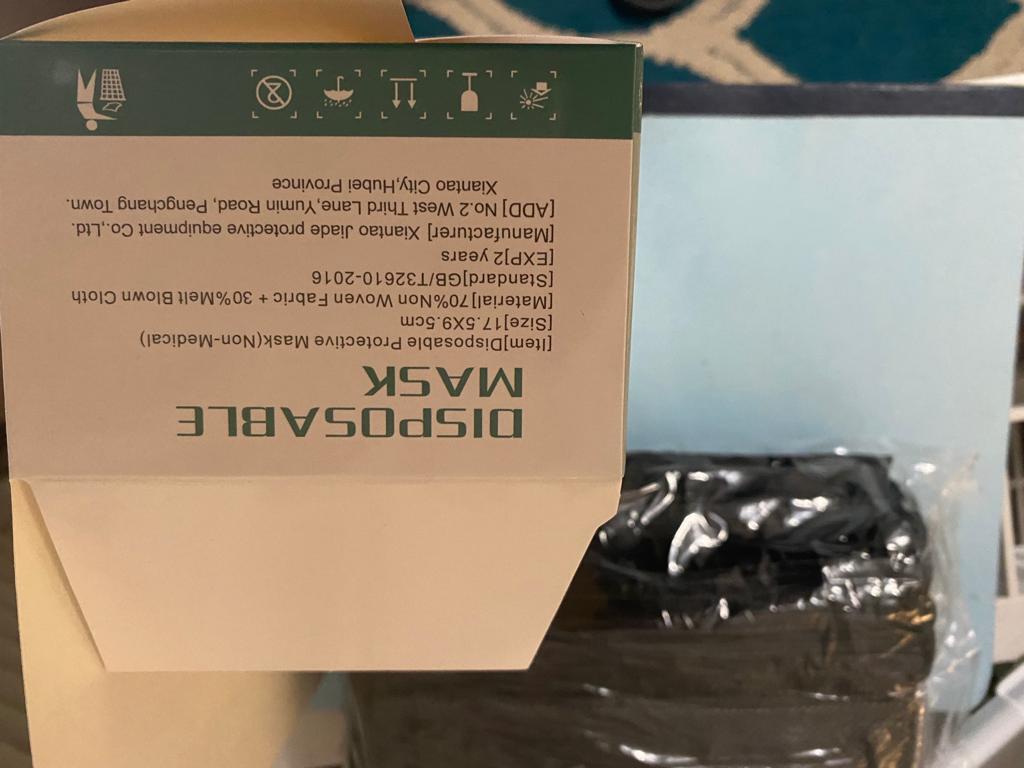 DISPOSABLE
MASK
[Item]Disposable Protective Mask(Non-Medical)
[Size]17.5X9.5cm
[Material]70%Non Woven Fabric + 30%Melt Blown Cloth
[Standard]GB/T32610-2016
[EXP]2 years
[Manufacturer] Xiantao Jiade protective equipment Co.,Ltd.
[ADD] No.2 West Third Lane,Yumin Road, Pengchang Town.
Xiantao City,Hubei Province